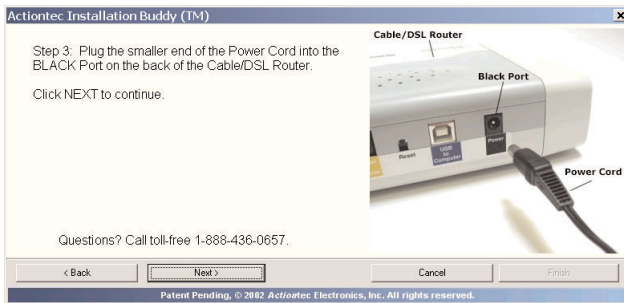 Actiontec Installation Buddy (TM)
Step 3: Plug the smaller end of the Power Cord into the
BLACK Port on the back of the Cable/DSL Router.
Click NEXT to continue.
Questions? Call toll-free 1-888-436-0657.
Cable/DSL Router
Black Port
Reset
USB
to
Computer
Power
Power Cord
< Back
Next >
Cancel
Finish
Patent Pending, © 2002 Actiontec Electronics, Inc. All rights reserved.